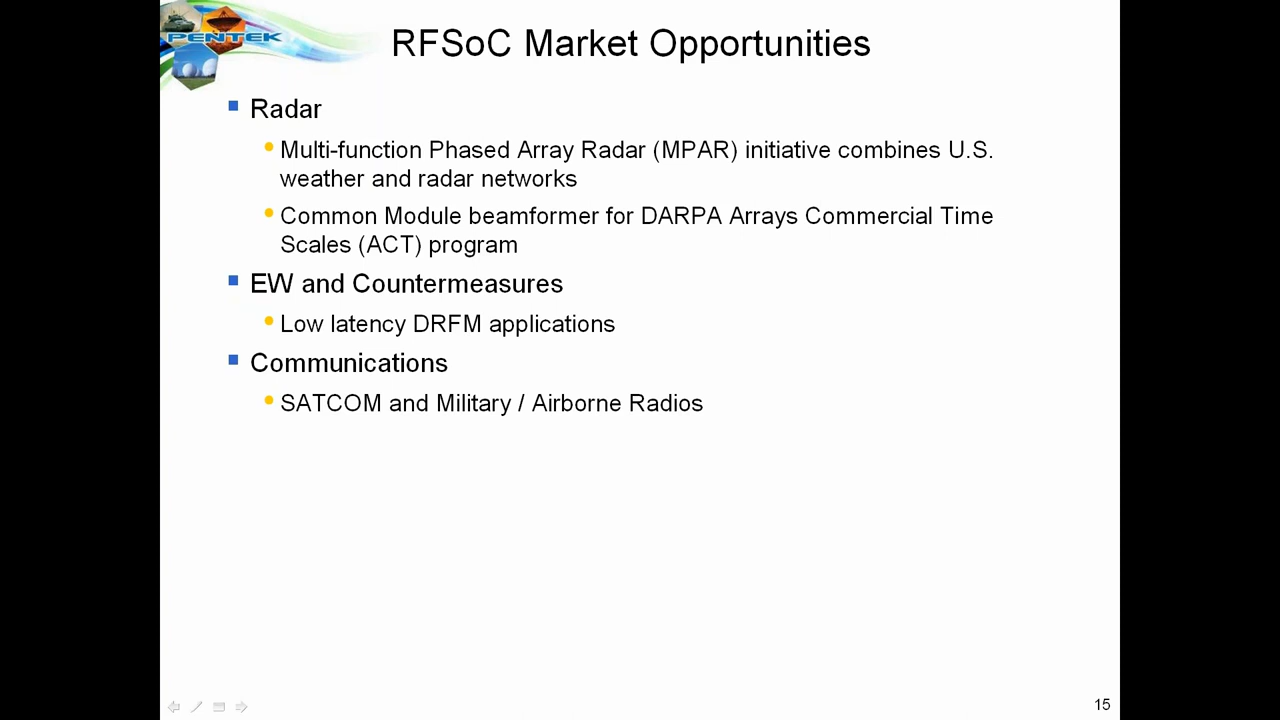 PENTEK
RFSoC Market Opportunities
Radar
Multi-function Phased Array Radar (MPAR) initiative combines U.S.
weather and radar networks
Common Module beamformer for DARPA Arrays Commercial Time
Scales (ACT) program
EW and Countermeasures
Low latency DRFM applications
Communications
SATCOM and Military / Airborne Radios
15